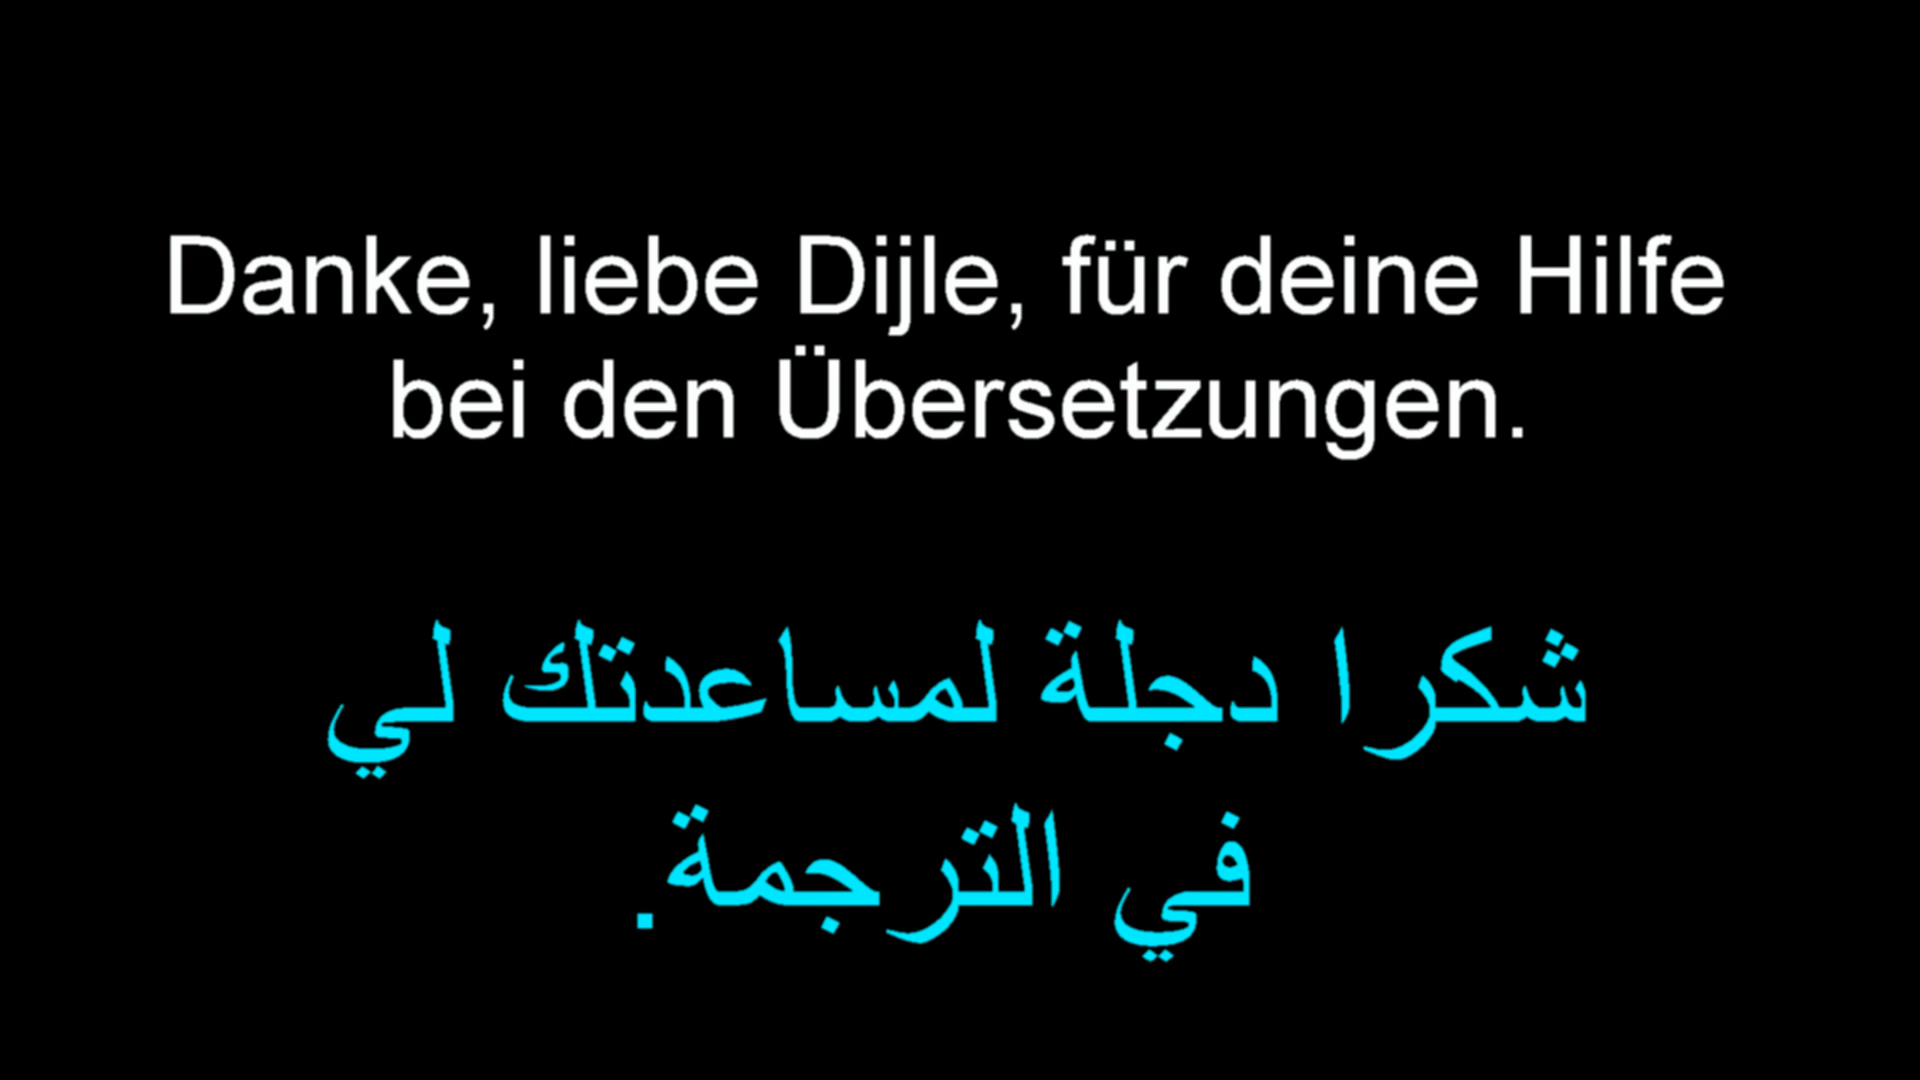 Danke, liebe Dijle, für deine Hilfe
bei den Übersetzungen.
شكرا دجلة لمساعدتك لي
في الترجمة.